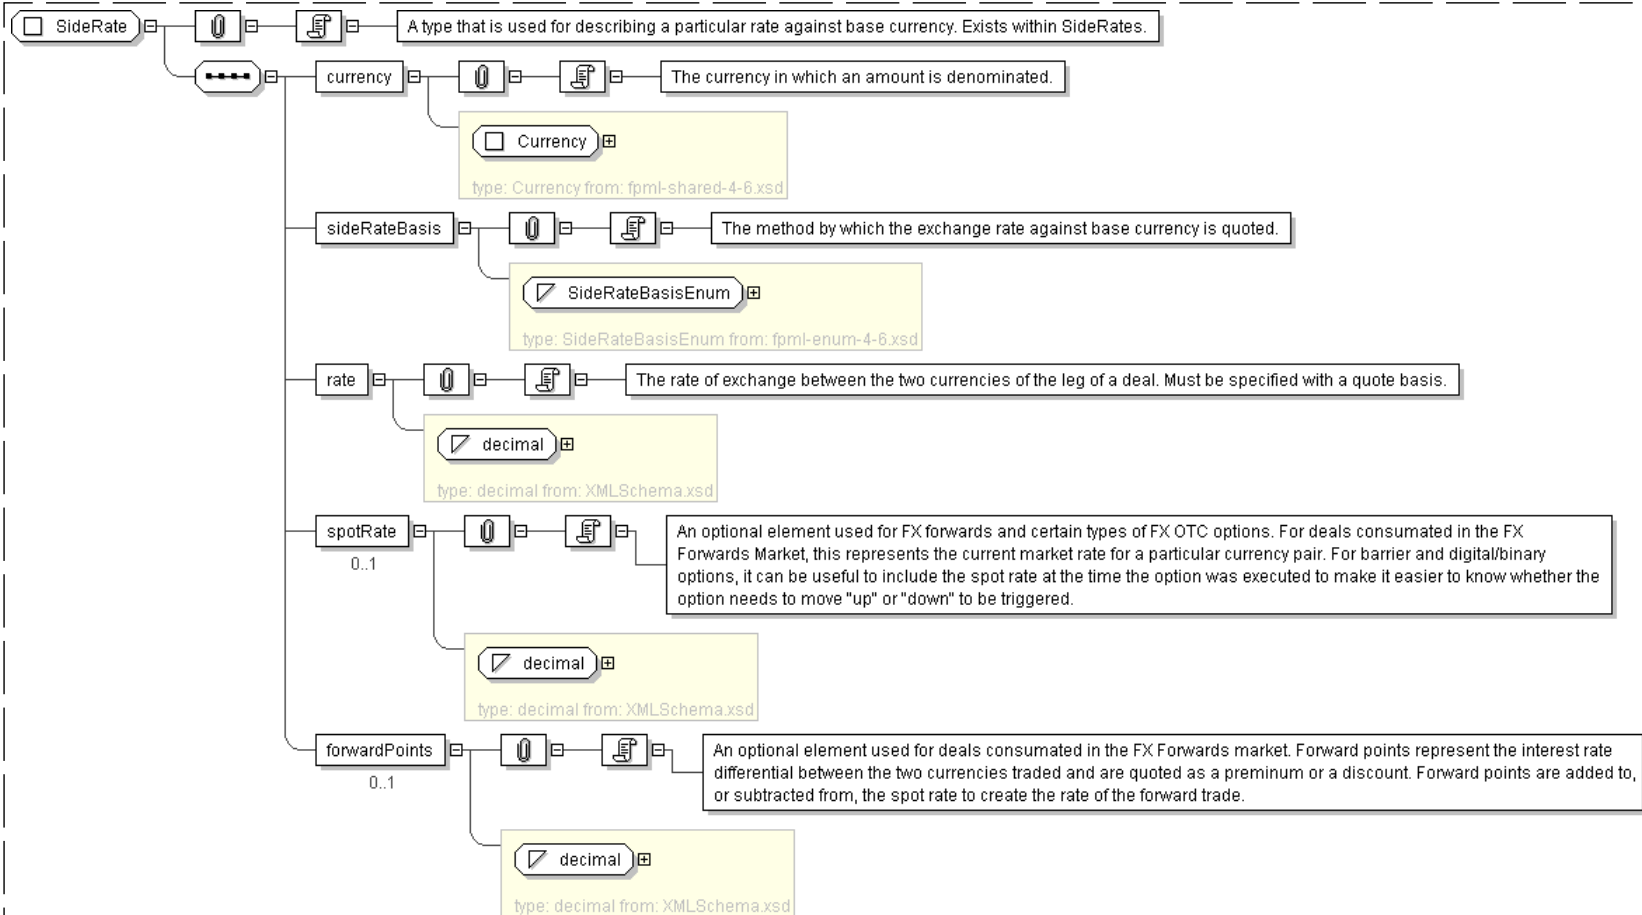 SideRate
A type that is used for describing a particular rate against base currency. Exists within SideRates.
currency
The currency in which an amount is denominated.
Currency
type: Currency from: fpml-shared-4-6.xsd
sideRateBasis
The method by which the exchange rate against base currency is quoted.
SideRateBasisEnum
type: SideRateBasisEnum from: fpml-enum-4-6.xsd
rate
The rate of exchange between the two currencies of the leg of a deal. Must be specified with a quote basis.
decimal
type: decimal from: XMLSchema.xsd
spotRate
0..1
An optional element used for FX forwards and certain types of FX OTC options. For deals consumated in the FX
Forwards Market, this represents the current market rate for a particular currency pair. For barrier and digital/binary
options, it can be useful to include the spot rate at the time the option was executed to make it easier to know whether the
option needs to move "up" or "down" to be triggered.
decimal
type: decimal from: XMLSchema.xsd
forwardPoints
0..1
An optional element used for deals consumated in the FX Forwards market. Forward points represent the interest rate
differential between the two currencies traded and are quoted as a preminum or a discount. Forward points are added to,
or subtracted from, the spot rate to create the rate of the forward trade.
decimal
type: decimal from: XMLSchema.xsd